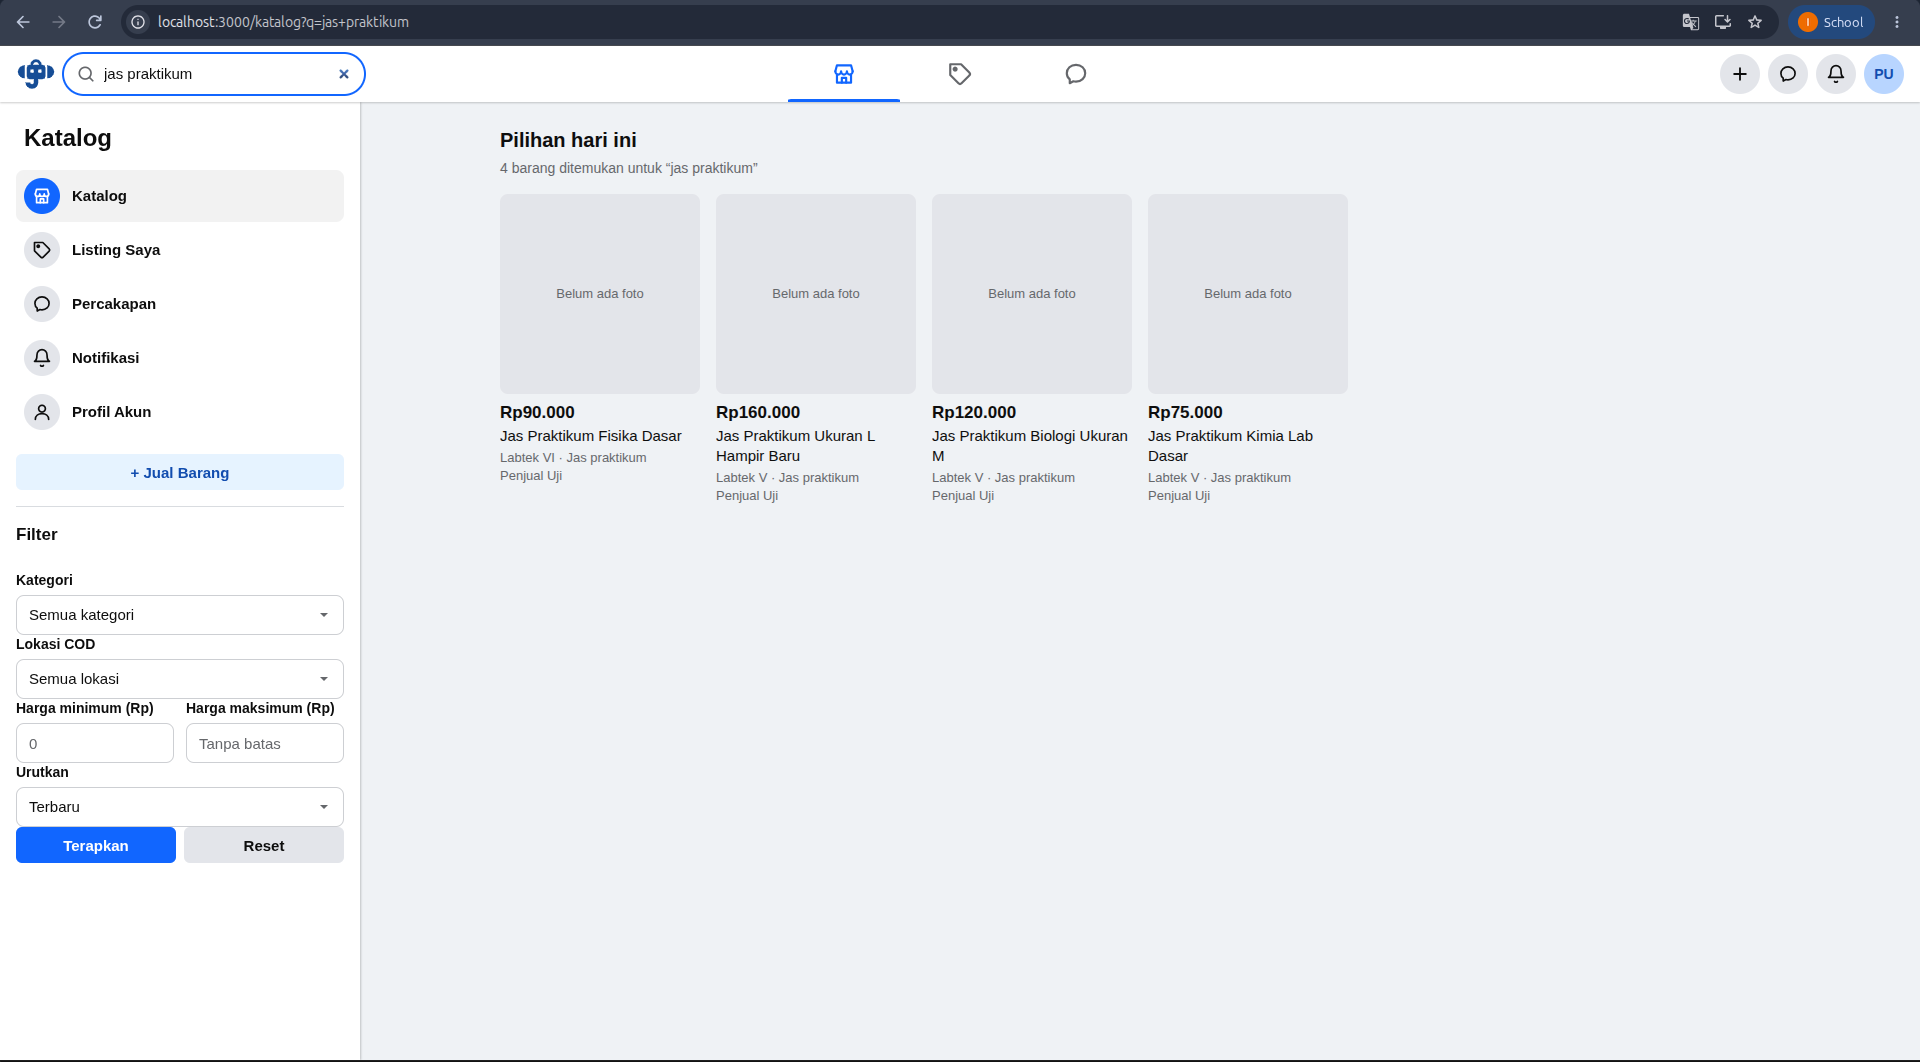 localhost:3000/katalog?q=jas+praktikum
School
jas praktikum
PU
Katalog
Katalog
Listing Saya
Percakapan
Notifikasi
Profil Akun
+ Jual Barang
Filter
Kategori
Semua kategori
Lokasi COD
Semua lokasi
Harga minimum (Rp)
Harga maksimum (Rp)
0
Tanpa batas
Urutkan
Terbaru
Terapkan
Reset
Pilihan hari ini
4 barang ditemukan untuk “jas praktikum”
Belum ada foto
Rp90.000
Jas Praktikum Fisika Dasar
Labtek VI · Jas praktikum
Penjual Uji
Belum ada foto
Rp160.000
Jas Praktikum Ukuran L
Hampir Baru
Labtek V · Jas praktikum
Penjual Uji
Belum ada foto
Rp120.000
Jas Praktikum Biologi Ukuran
M
Labtek V · Jas praktikum
Penjual Uji
Belum ada foto
Rp75.000
Jas Praktikum Kimia Lab
Dasar
Labtek V · Jas praktikum
Penjual Uji